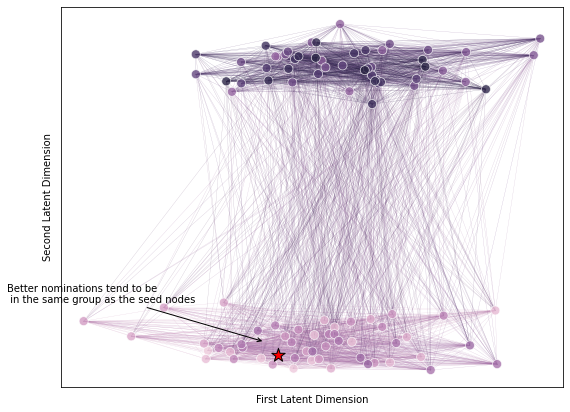 Second Latent Dimension
Better nominations tend to be
in the same group as the seed nodes
First Latent Dimension